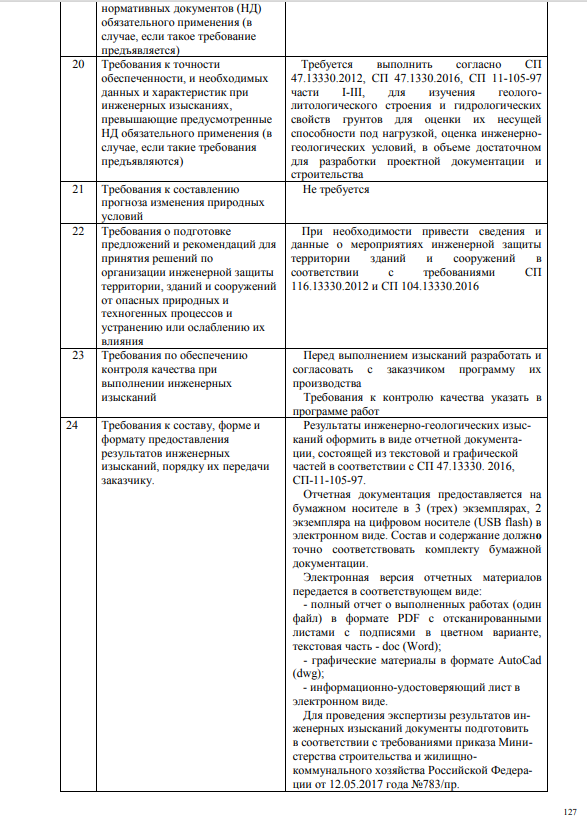 нормативных документов (НД)
обязательного применения (в
случае, если такое требование
предъявляется)
20
Требования к точности
обеспеченности, и необходимых
данных и характеристик при
инженерных изысканиях,
превышающие предусмотренные
НД обязательного применения (в
случае, если такие требования
предъявляются)
Требуется выполнить согласно СП
47.13330.2012, СП 47.1330.2016, СП 11-105-97
части I-III, для изучения геолого-
литологического строения и гидрологических
свойств грунтов для оценки их несущей
способности под нагрузкой, оценка инженерно-
геологических условий, в объеме достаточном
для разработки проектной документации и
строительства
21
Требования к составлению
прогноза изменения природных
условий
Не требуется
22
Требования о подготовке
предложений и рекомендаций для
принятия решений по
организации инженерной защиты
территории, зданий и сооружений
от опасных природных и
техногенных процессов и
устранению или ослаблению их
влияния
При необходимости привести сведения и
данные о мероприятиях инженерной защиты
территории зданий и сооружений в
соответствии с требованиями СП
116.13330.2012 и СП 104.13330.2016
23
Требования по обеспечению
контроля качества при
выполнении инженерных
изысканий
Перед выполнением изысканий разработать и
согласовать с заказчиком программу их
производства
Требования к контролю качества указать в
программе работ
24
Требования к составу, форме и
формату предоставления
результатов инженерных
изысканий, порядку их передачи
заказчику.
Результаты инженерно-геологических изыс-
каний оформить в виде отчетной документа-
ции, состоящей из текстовой и графической
частей в соответствии с СП 47.13330. 2016,
СП-11-105-97.
Отчетная документация предоставляется на
бумажном носителе в 3 (трех) экземплярах, 2
экземпляра на цифровом носителе (USB flash) в
электронном виде. Состав и содержание должно
точно соответствовать комплекту бумажной
документации.
Электронная версия отчетных материалов
передается в соответствующем виде:
- полный отчет о выполненных работах (один
файл) в формате PDF с отсканированными
листами с подписями в цветном варианте,
текстовая часть - doc (Word);
- графические материалы в формате AutoCad
(dwg);
- информационно-удостоверяющий лист в
электронном виде.
Для проведения экспертизы результатов ин-
женерных изысканий документы подготовить
в соответствии с требованиями приказа Мини-
стерства строительства и жилищно-
коммунального хозяйства Российской Федера-
ции от 12.05.2017 года №783/пр.
127